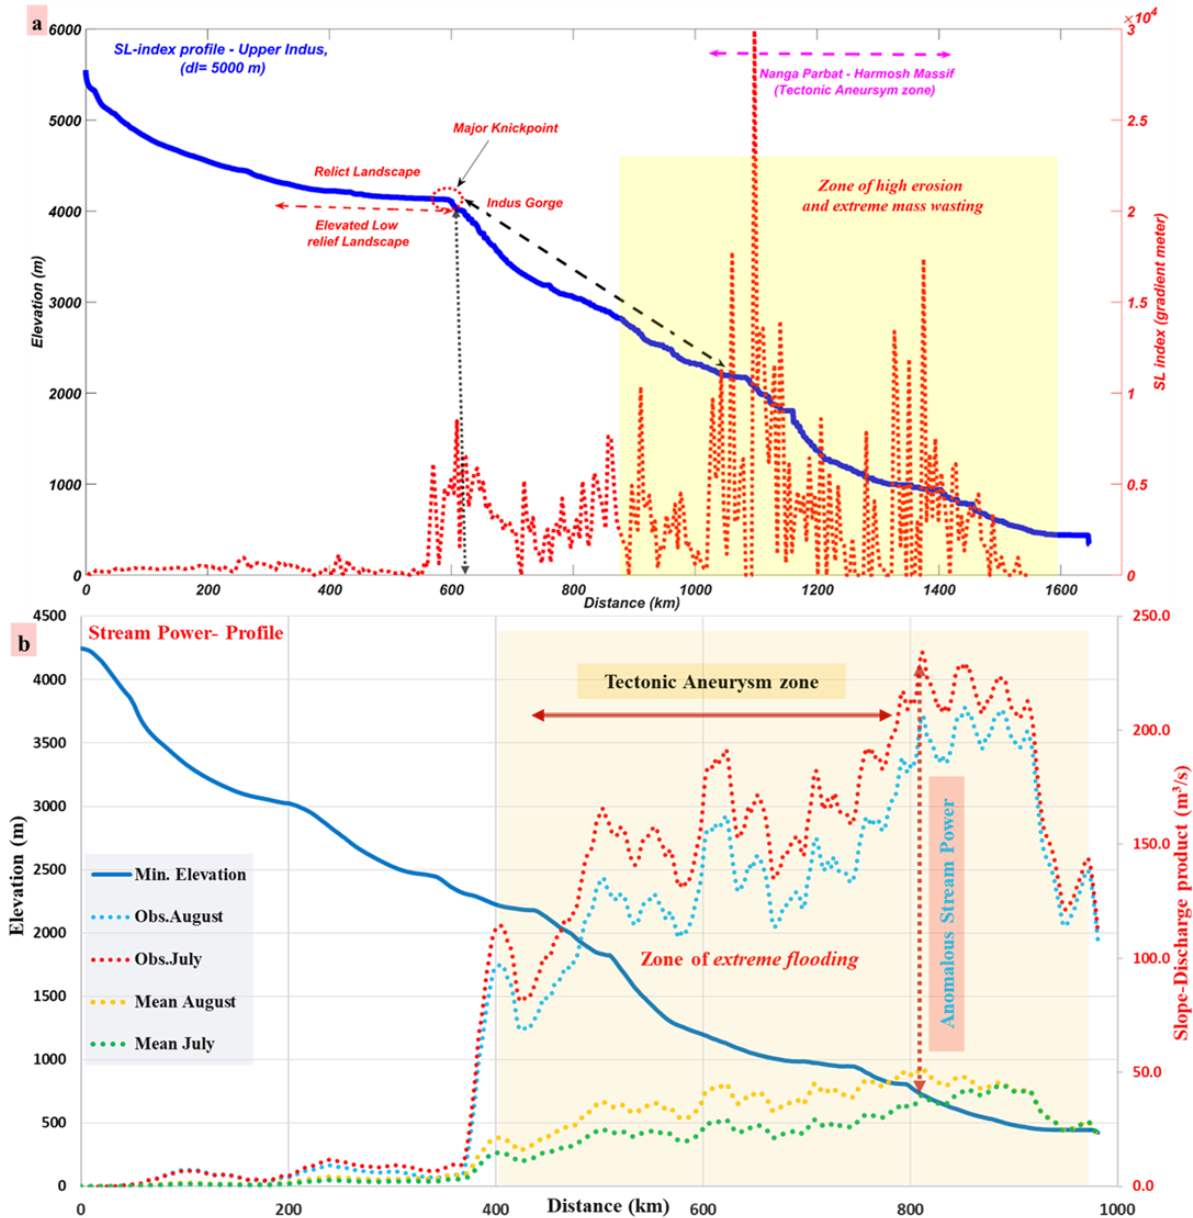 a
×10⁴
SL-index profile - Upper Indus,
(dl= 5000 m)
Nanga Parbat - Harmosh Massif
(Tectonic Aneursym zone)
Major Knickpoint
Relict Landscape
Indus Gorge
Elevated Low
relief Landscape
Zone of high erosion
and extreme mass wasting
Elevation (m)
6000
5000
4000
3000
2000
1000
0
SL index (gradient meter)
3
2.5
2
1.5
1
0.5
0
0 200 400 600 800 1000 1200 1400 1600
Distance (km)
b
Stream Power- Profile
Tectonic Aneurysm zone
Zone of extreme flooding
Anomalous Stream Power
Min. Elevation
Obs.August
Obs.July
Mean August
Mean July
Elevation (m)
4500
4000
3500
3000
2500
2000
1500
1000
500
0
Slope-Discharge product (m³/s)
250.0
200.0
150.0
100.0
50.0
0.0
0 200 400 600 800 1000
Distance (km)